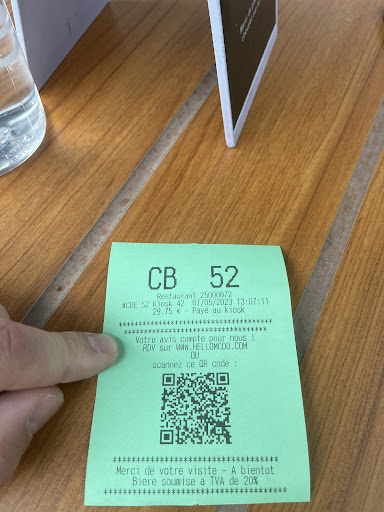 CB 52
Restaurant 25000872
#CDE 52 Kiosk 42 07/05/2023 13:07:11
29.75 € - Payé au kiosk
************************************
************************************
Votre avis compte pour nous !
RDV sur WWW.HELLOMCDO.COM
OU
scannez ce QR code :
************************************
Merci de votre visite - A bientot
Biere soumise a TVA de 20%
************************************